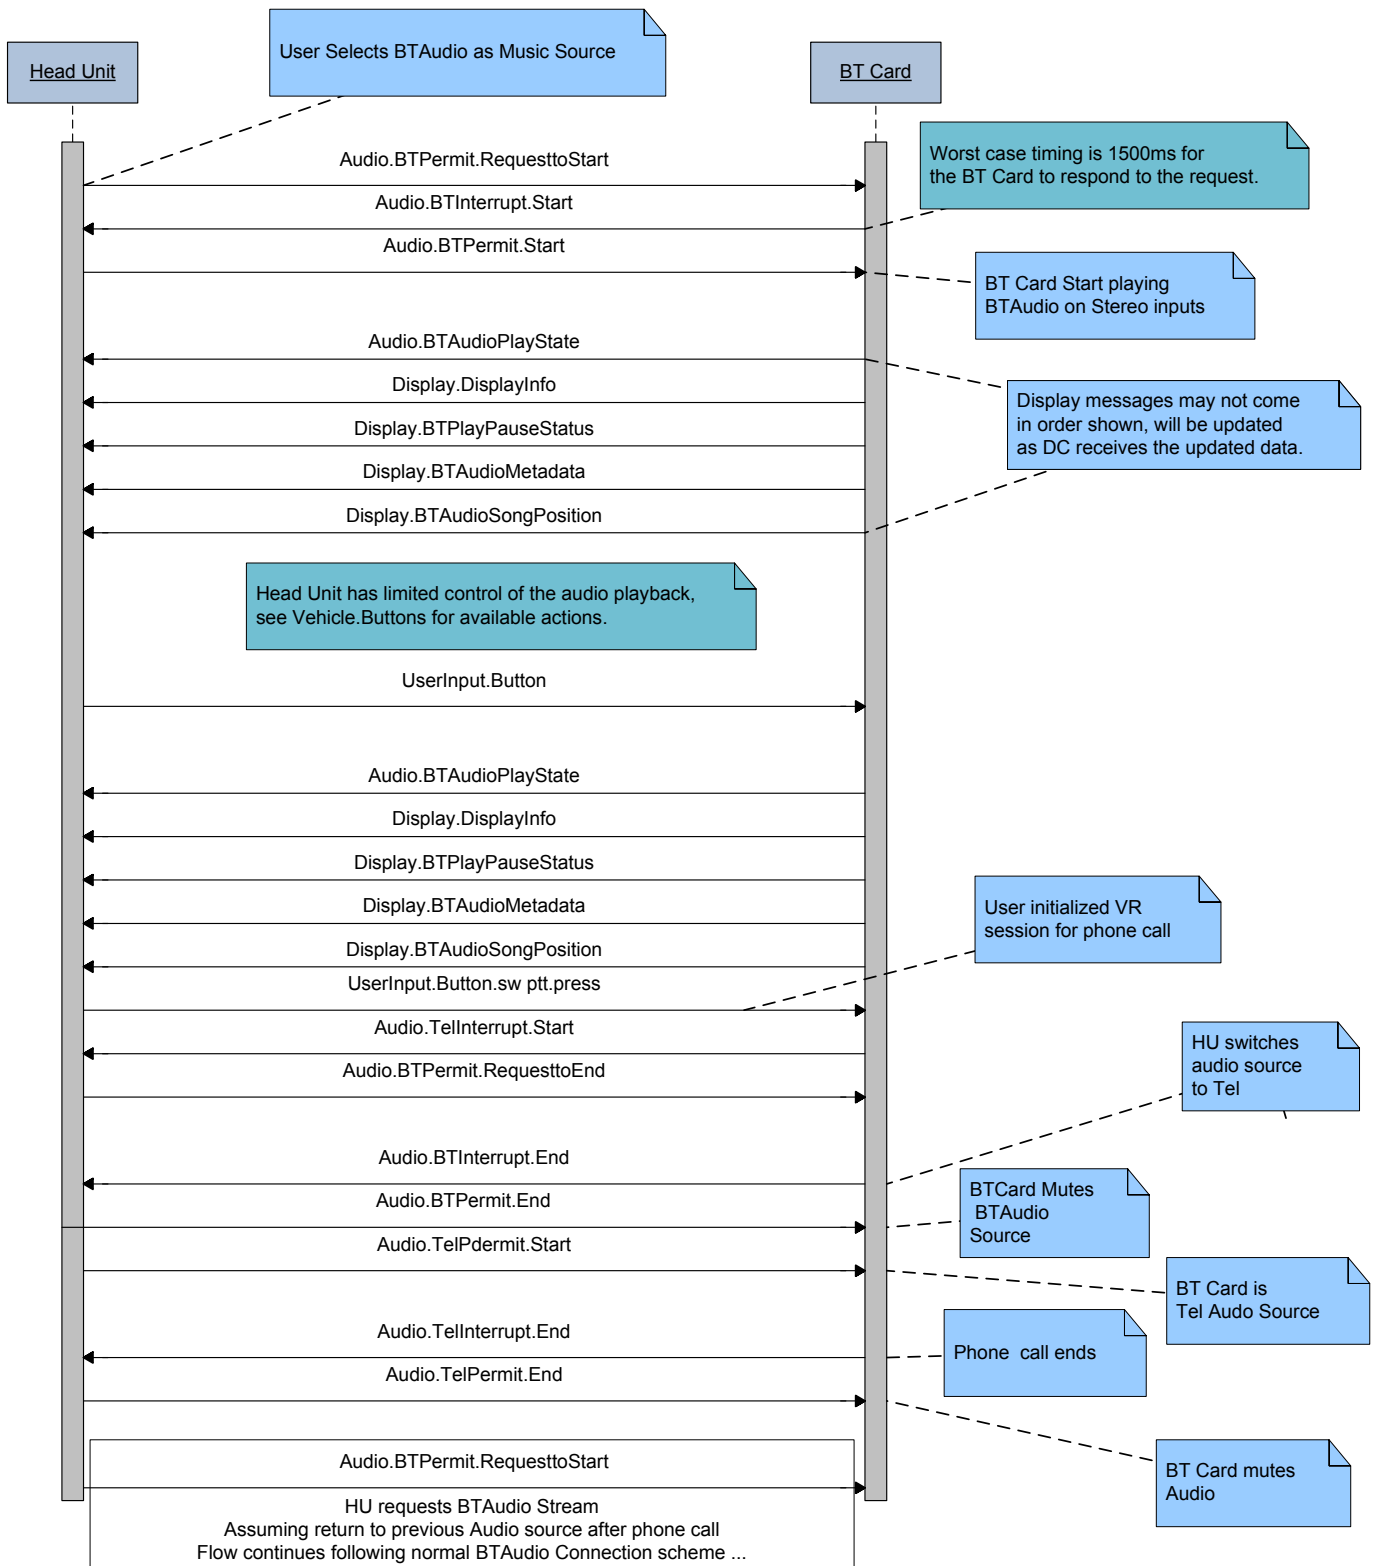 User Selects BTAudio as Music Source
Head Unit
BT Card
Worst case timing is 1500ms for
the BT Card to respond to the request.
Audio.BTPermit.RequesttoStart
Audio.BTInterrupt.Start
Audio.BTPermit.Start
BT Card Start playing
BTAudio on Stereo inputs
Audio.BTAudioPlayState
Display.DisplayInfo
Display.BTPlayPauseStatus
Display.BTAudioMetadata
Display.BTAudioSongPosition
Display messages may not come
in order shown, will be updated
as DC receives the updated data.
Head Unit has limited control of the audio playback,
see Vehicle.Buttons for available actions.
UserInput.Button
Audio.BTAudioPlayState
Display.DisplayInfo
Display.BTPlayPauseStatus
Display.BTAudioMetadata
Display.BTAudioSongPosition
User initialized VR
session for phone call
UserInput.Button.sw ptt.press
Audio.TelInterrupt.Start
Audio.BTPermit.RequesttoEnd
HU switches
audio source
to Tel
Audio.BTInterrupt.End
Audio.BTPermit.End
BTCard Mutes
BTAudio
Source
Audio.TelPdermit.Start
BT Card is
Tel Audo Source
Audio.TelInterrupt.End
Phone call ends
Audio.TelPermit.End
Audio.BTPermit.RequesttoStart
BT Card mutes
Audio
HU requests BTAudio Stream
Assuming return to previous Audio source after phone call
Flow continues following normal BTAudio Connection scheme ...